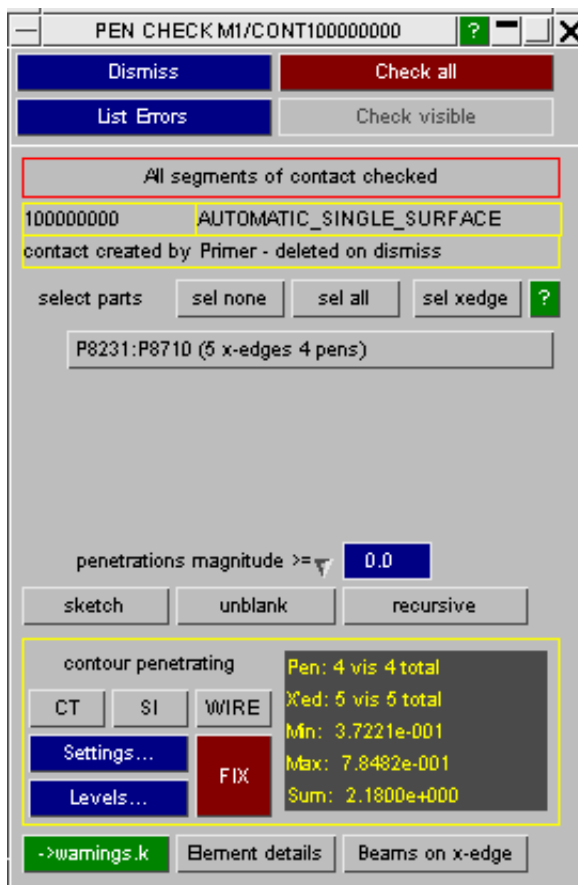 PEN CHECK M1/CONT100000000 ?
Dismiss Check all
List Errors Check visible
All segments of contact checked
100000000 AUTOMATIC_SINGLE_SURFACE
contact created by Primer - deleted on dismiss
select parts sel none sel all sel xedge ?
P8231:P8710 (5 x-edges 4 pens)
penetrations magnitude >= 0.0
sketch unblank recursive
contour penetrating
CT SI WIRE
Settings...
Levels...
FIX
Pen: 4 vis 4 total
X'ed: 5 vis 5 total
Min: 3.7221e-001
Max: 7.8482e-001
Sum: 2.1800e+000
->warnings.k Element details Beams on x-edge